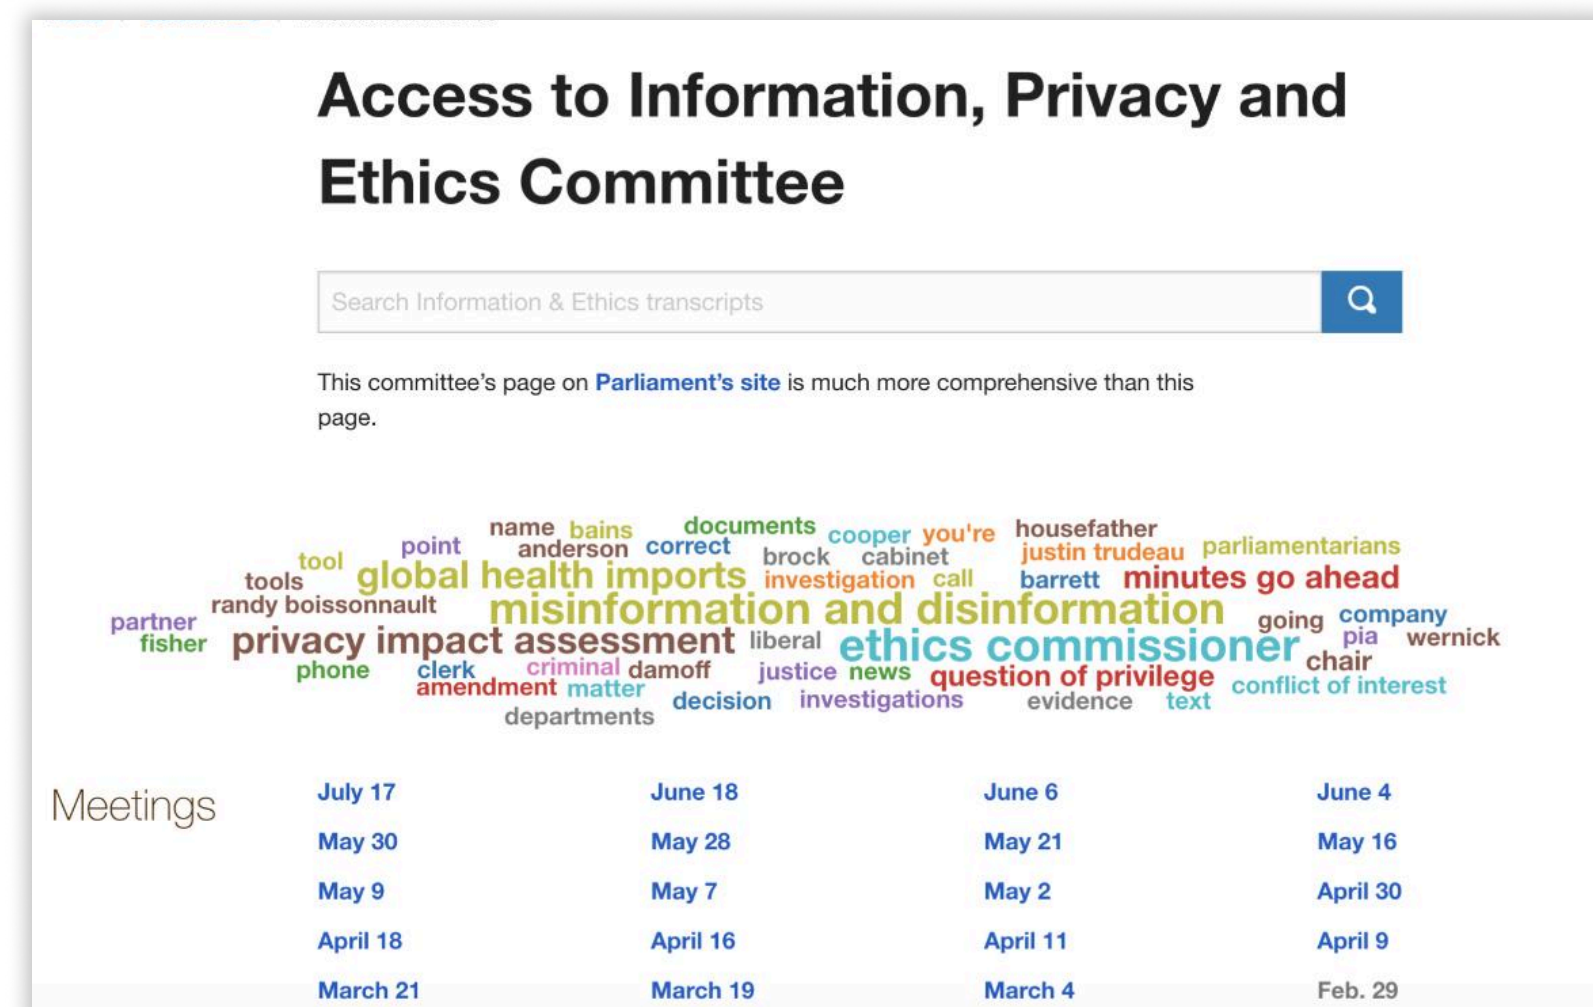 Access to Information, Privacy and
Ethics Committee
Search Information & Ethics transcripts
This committee's page on Parliament's site is much more comprehensive than this
page.
name bains documents cooper you're housefather
point anderson correct brock cabinet justin trudeau parliamentarians
tool global health imports investigation call barrett minutes go ahead
tools
randy boissonnault misinformation and disinformation going company
partner
fisher privacy impact assessment liberal ethics commissioner pia wernick
phone clerk criminal damoff justice news question of privilege chair
amendment matter decision investigations evidence text conflict of interest
departments
Meetings
July 17 June 18 June 6 June 4
May 30 May 28 May 21 May 16
May 9 May 7 May 2 April 30
April 18 April 16 April 11 April 9
March 21 March 19 March 4 Feb. 29